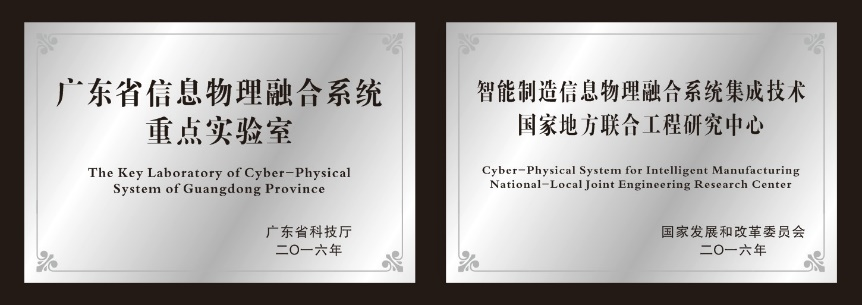 广东省信息物理融合系统
重点实验室
The Key Laboratory of Cyber-Physical
System of Guangdong Province
广东省科技厅
二〇一六年
智能制造信息物理融合系统集成技术
国家地方联合工程研究中心
Cyber-Physical System for Intelligent Manufacturing
National-Local Joint Engineering Research Center
国家发展和改革委员会
二〇一六年